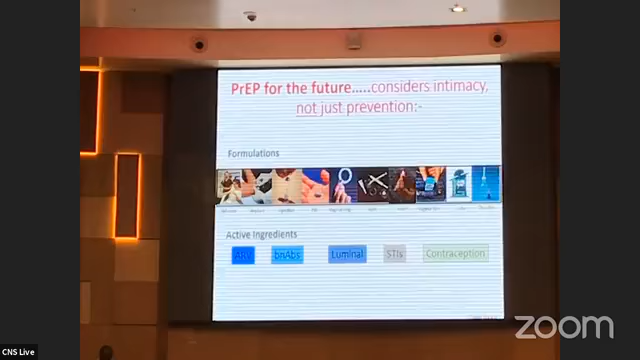 PrEP for the future.....considers intimacy,
not just prevention:-
Formulations
Active Ingredients
ARV bnAbs Luminal STIs Contraception
zoom
CNS Live